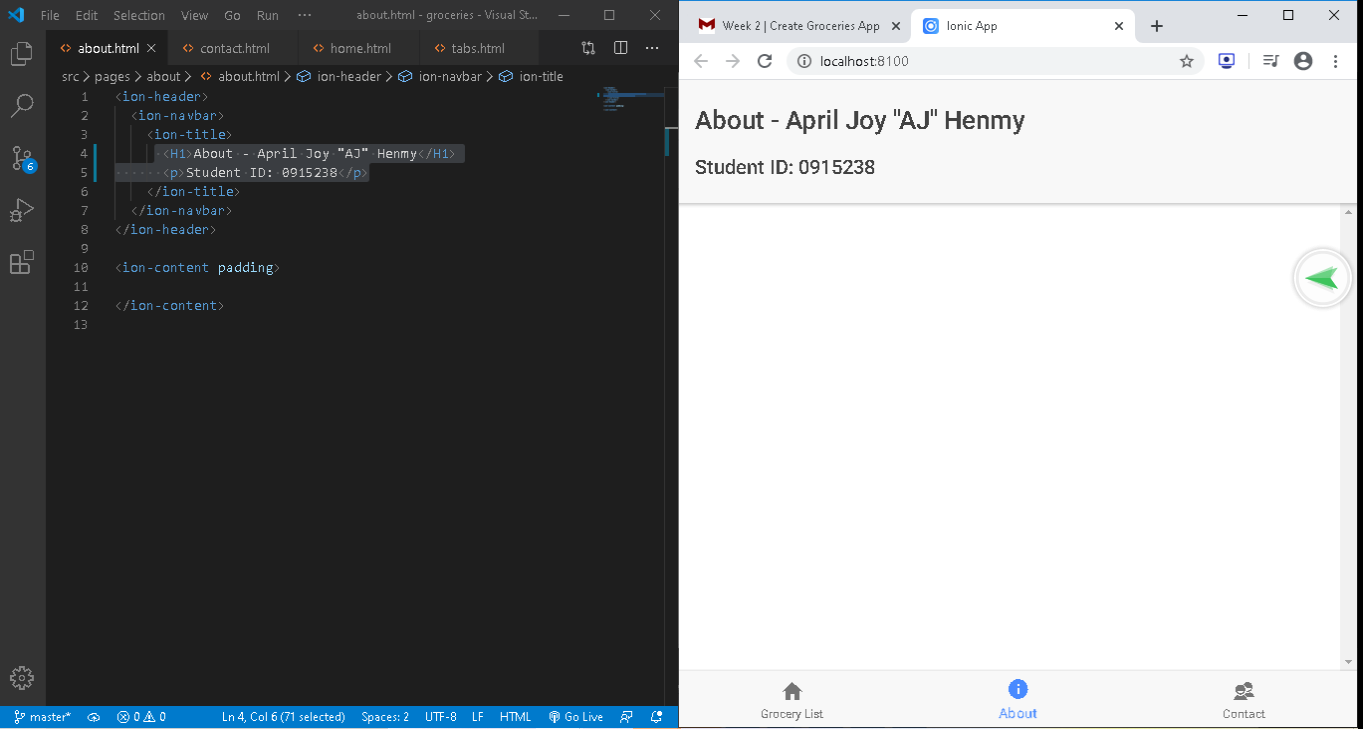 File Edit Selection View Go Run ··· about.html - groceries - Visual St...
about.html contact.html home.html tabs.html ···
src > pages > about > about.html > ion-header > ion-navbar > ion-title
1 <ion-header>
2 <ion-navbar>
3 <ion-title>
4 <H1>About - April Joy "AJ" Henmy</H1>
5 <p>Student ID: 0915238</p>
6 </ion-title>
7 </ion-navbar>
8 </ion-header>
9
10 <ion-content padding>
11
12 </ion-content>
13
6
master* 0 0 Ln 4, Col 6 (71 selected) Spaces: 2 UTF-8 LF HTML Go Live
Week 2 | Create Groceries App Ionic App
localhost:8100
About - April Joy "AJ" Henmy
Student ID: 0915238
Grocery List About Contact